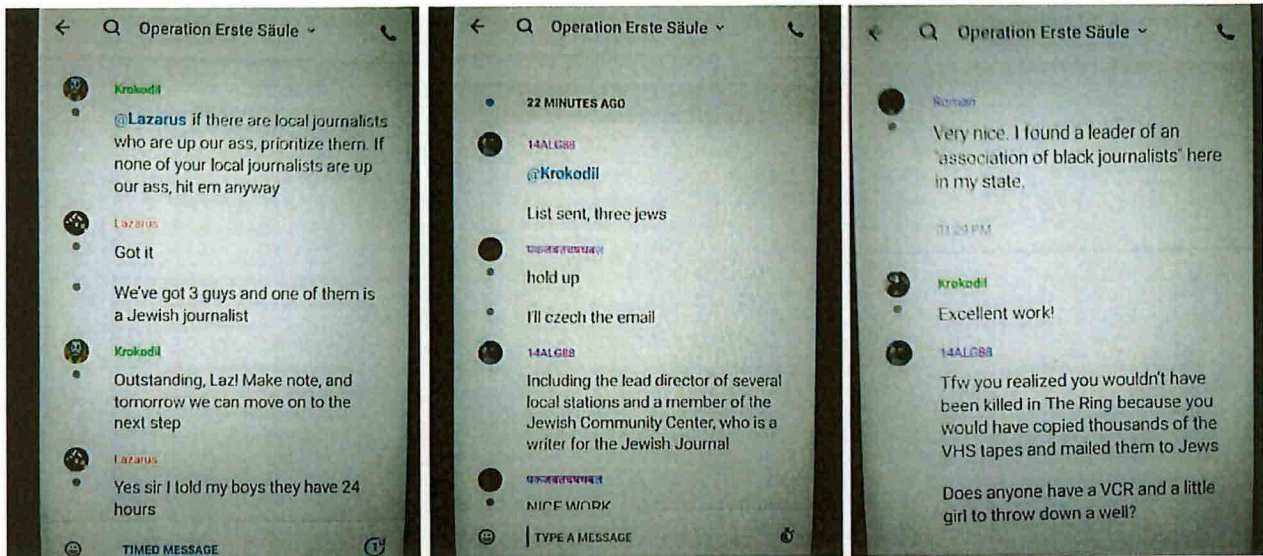 Operation Erste Säule
Krokodil
@Lazarus if there are local journalists
who are up our ass, prioritize them. If
none of your local journalists are up
our ass, hit em anyway
Lazarus
Got it
We've got 3 guys and one of them is
a Jewish journalist
Krokodil
Outstanding, Laz! Make note, and
tomorrow we can move on to the
next step
Lazarus
Yes sir I told my boys they have 24
hours
TIMED MESSAGE
Operation Erste Säule
22 MINUTES AGO
14ALG88
@Krokodil
List sent, three jews
hold up
I'll czech the email
14ALG88
Including the lead director of several
local stations and a member of the
Jewish Community Center, who is a
writer for the Jewish Journal
NICE WORK
TYPE A MESSAGE
Operation Erste Säule
Roman
Very nice. I found a leader of an
"association of black journalists" here
in my state.
01:29 PM
Krokodil
Excellent work!
14ALG88
Tfw you realized you wouldn't have
been killed in The Ring because you
would have copied thousands of the
VHS tapes and mailed them to Jews
Does anyone have a VCR and a little
girl to throw down a well?